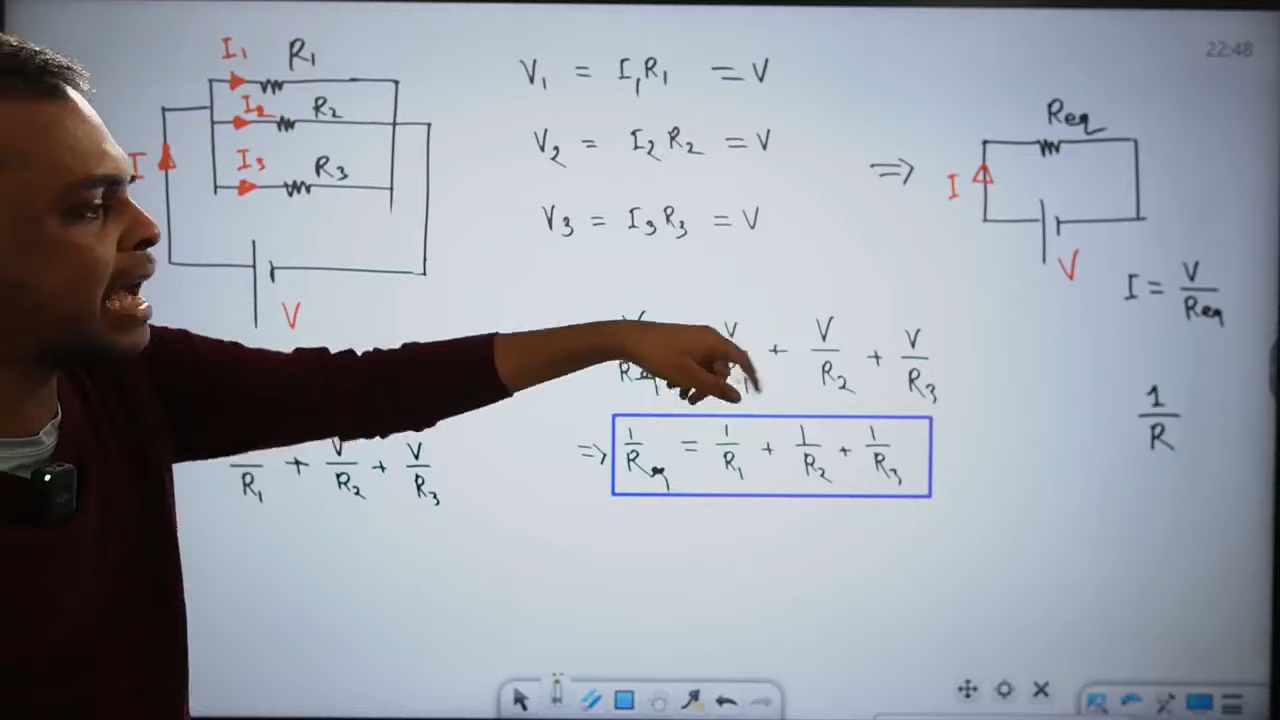 22:48
I₁ R₁
I₂ R₂
I₃ R₃
I
V
V₁ = I₁R₁ = V
V₂ = I₂R₂ = V
V₃ = I₃R₃ = V
⇒
Req
I
V
I = V/Req
V/R₂ + V/R₃
1/R
⇒ 1/Req = 1/R₁ + 1/R₂ + 1/R₃
/R₁ + V/R₂ + V/R₃